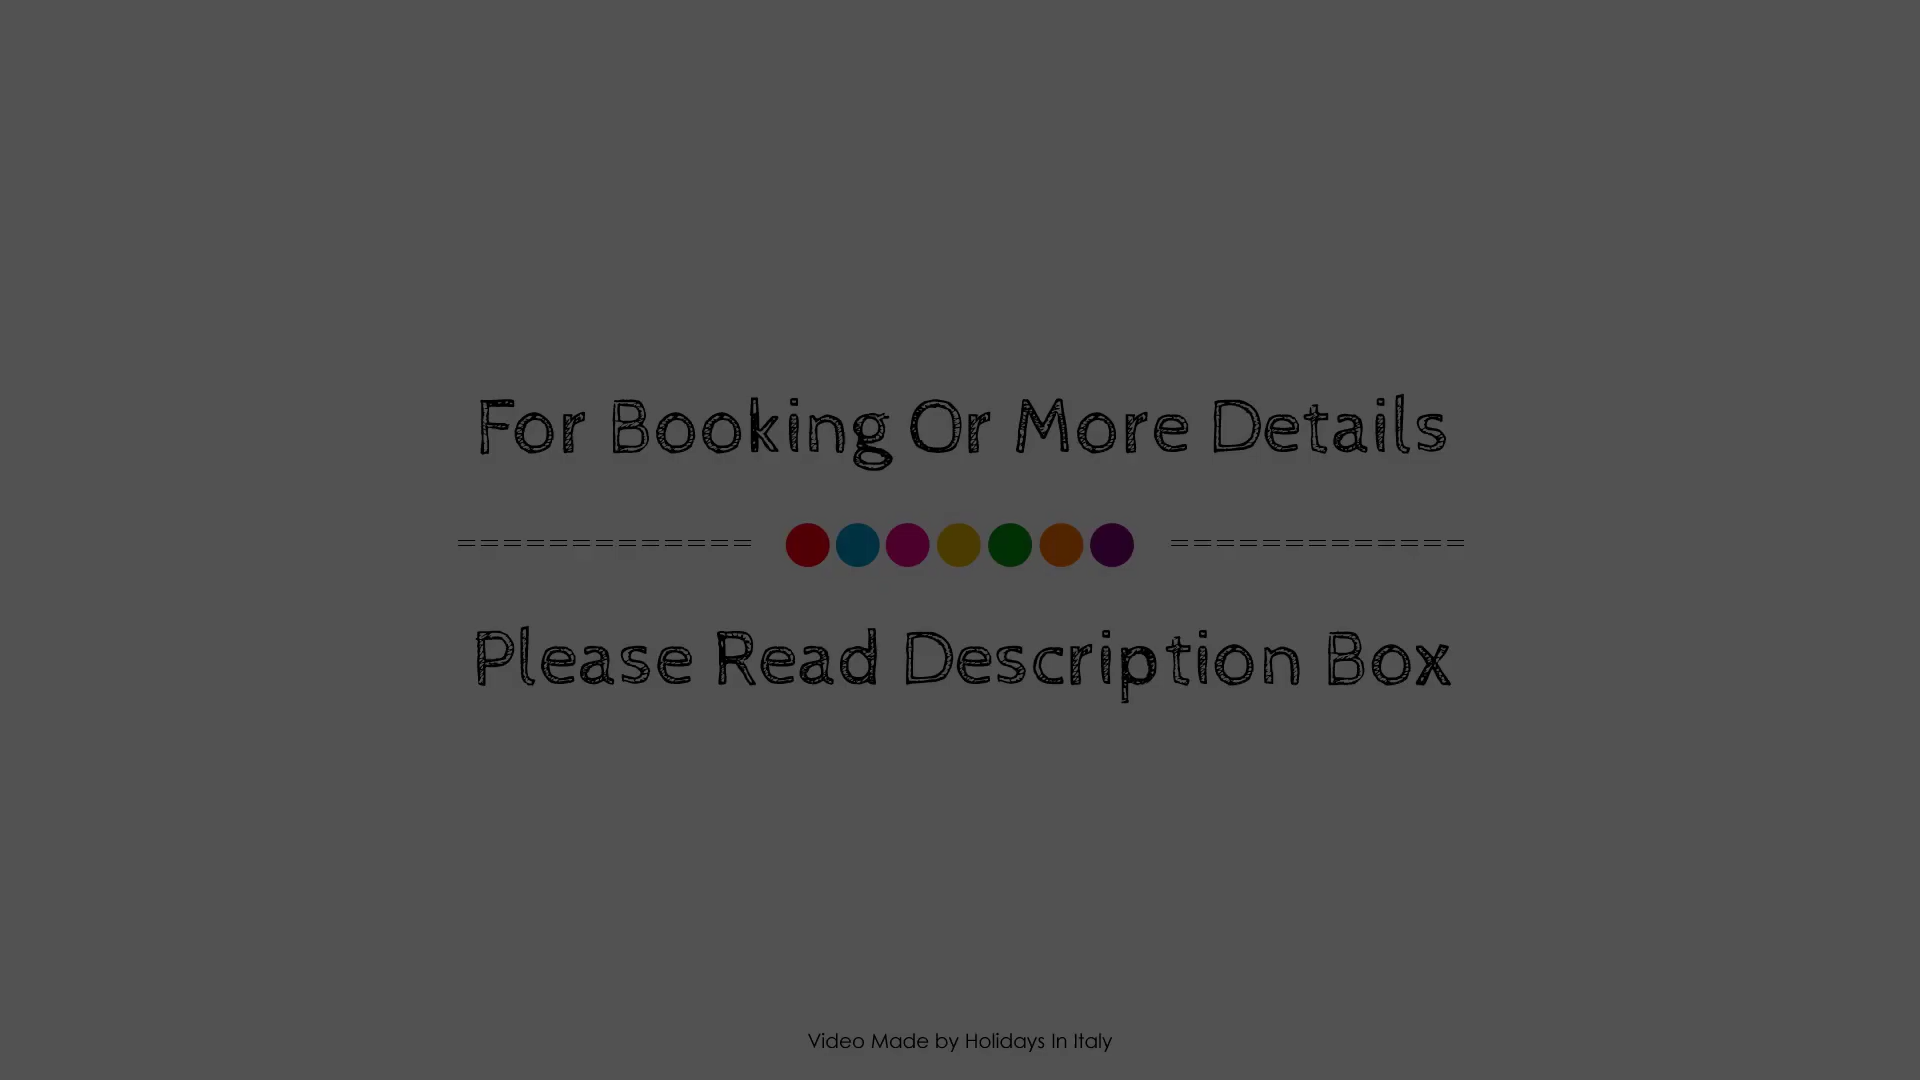 For Booking Or More Details
============= =============
Please Read Description Box
Video Made by Holidays In Italy